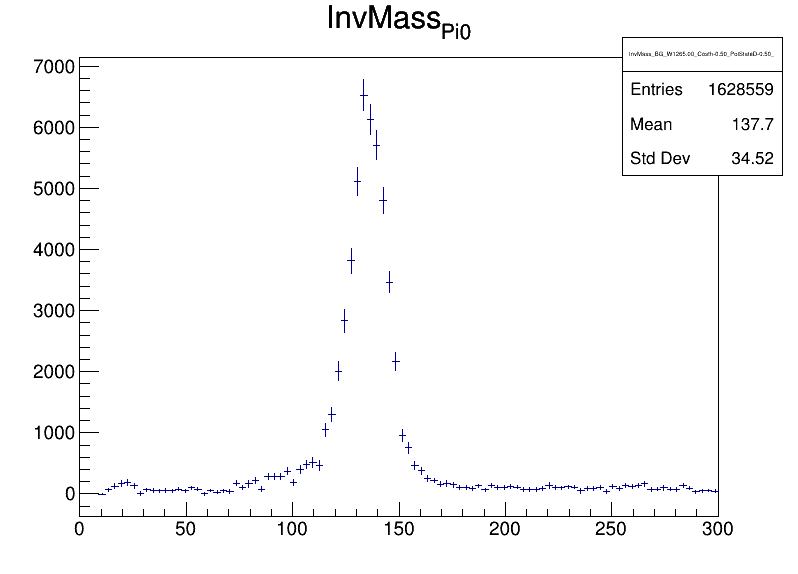 InvMass_Pi0
InvMass_BG_W1265.00_Costh-0.50_PolStateD-0.50_
Entries 1628559
Mean 137.7
Std Dev 34.52
7000
6000
5000
4000
3000
2000
1000
0
0 50 100 150 200 250 300